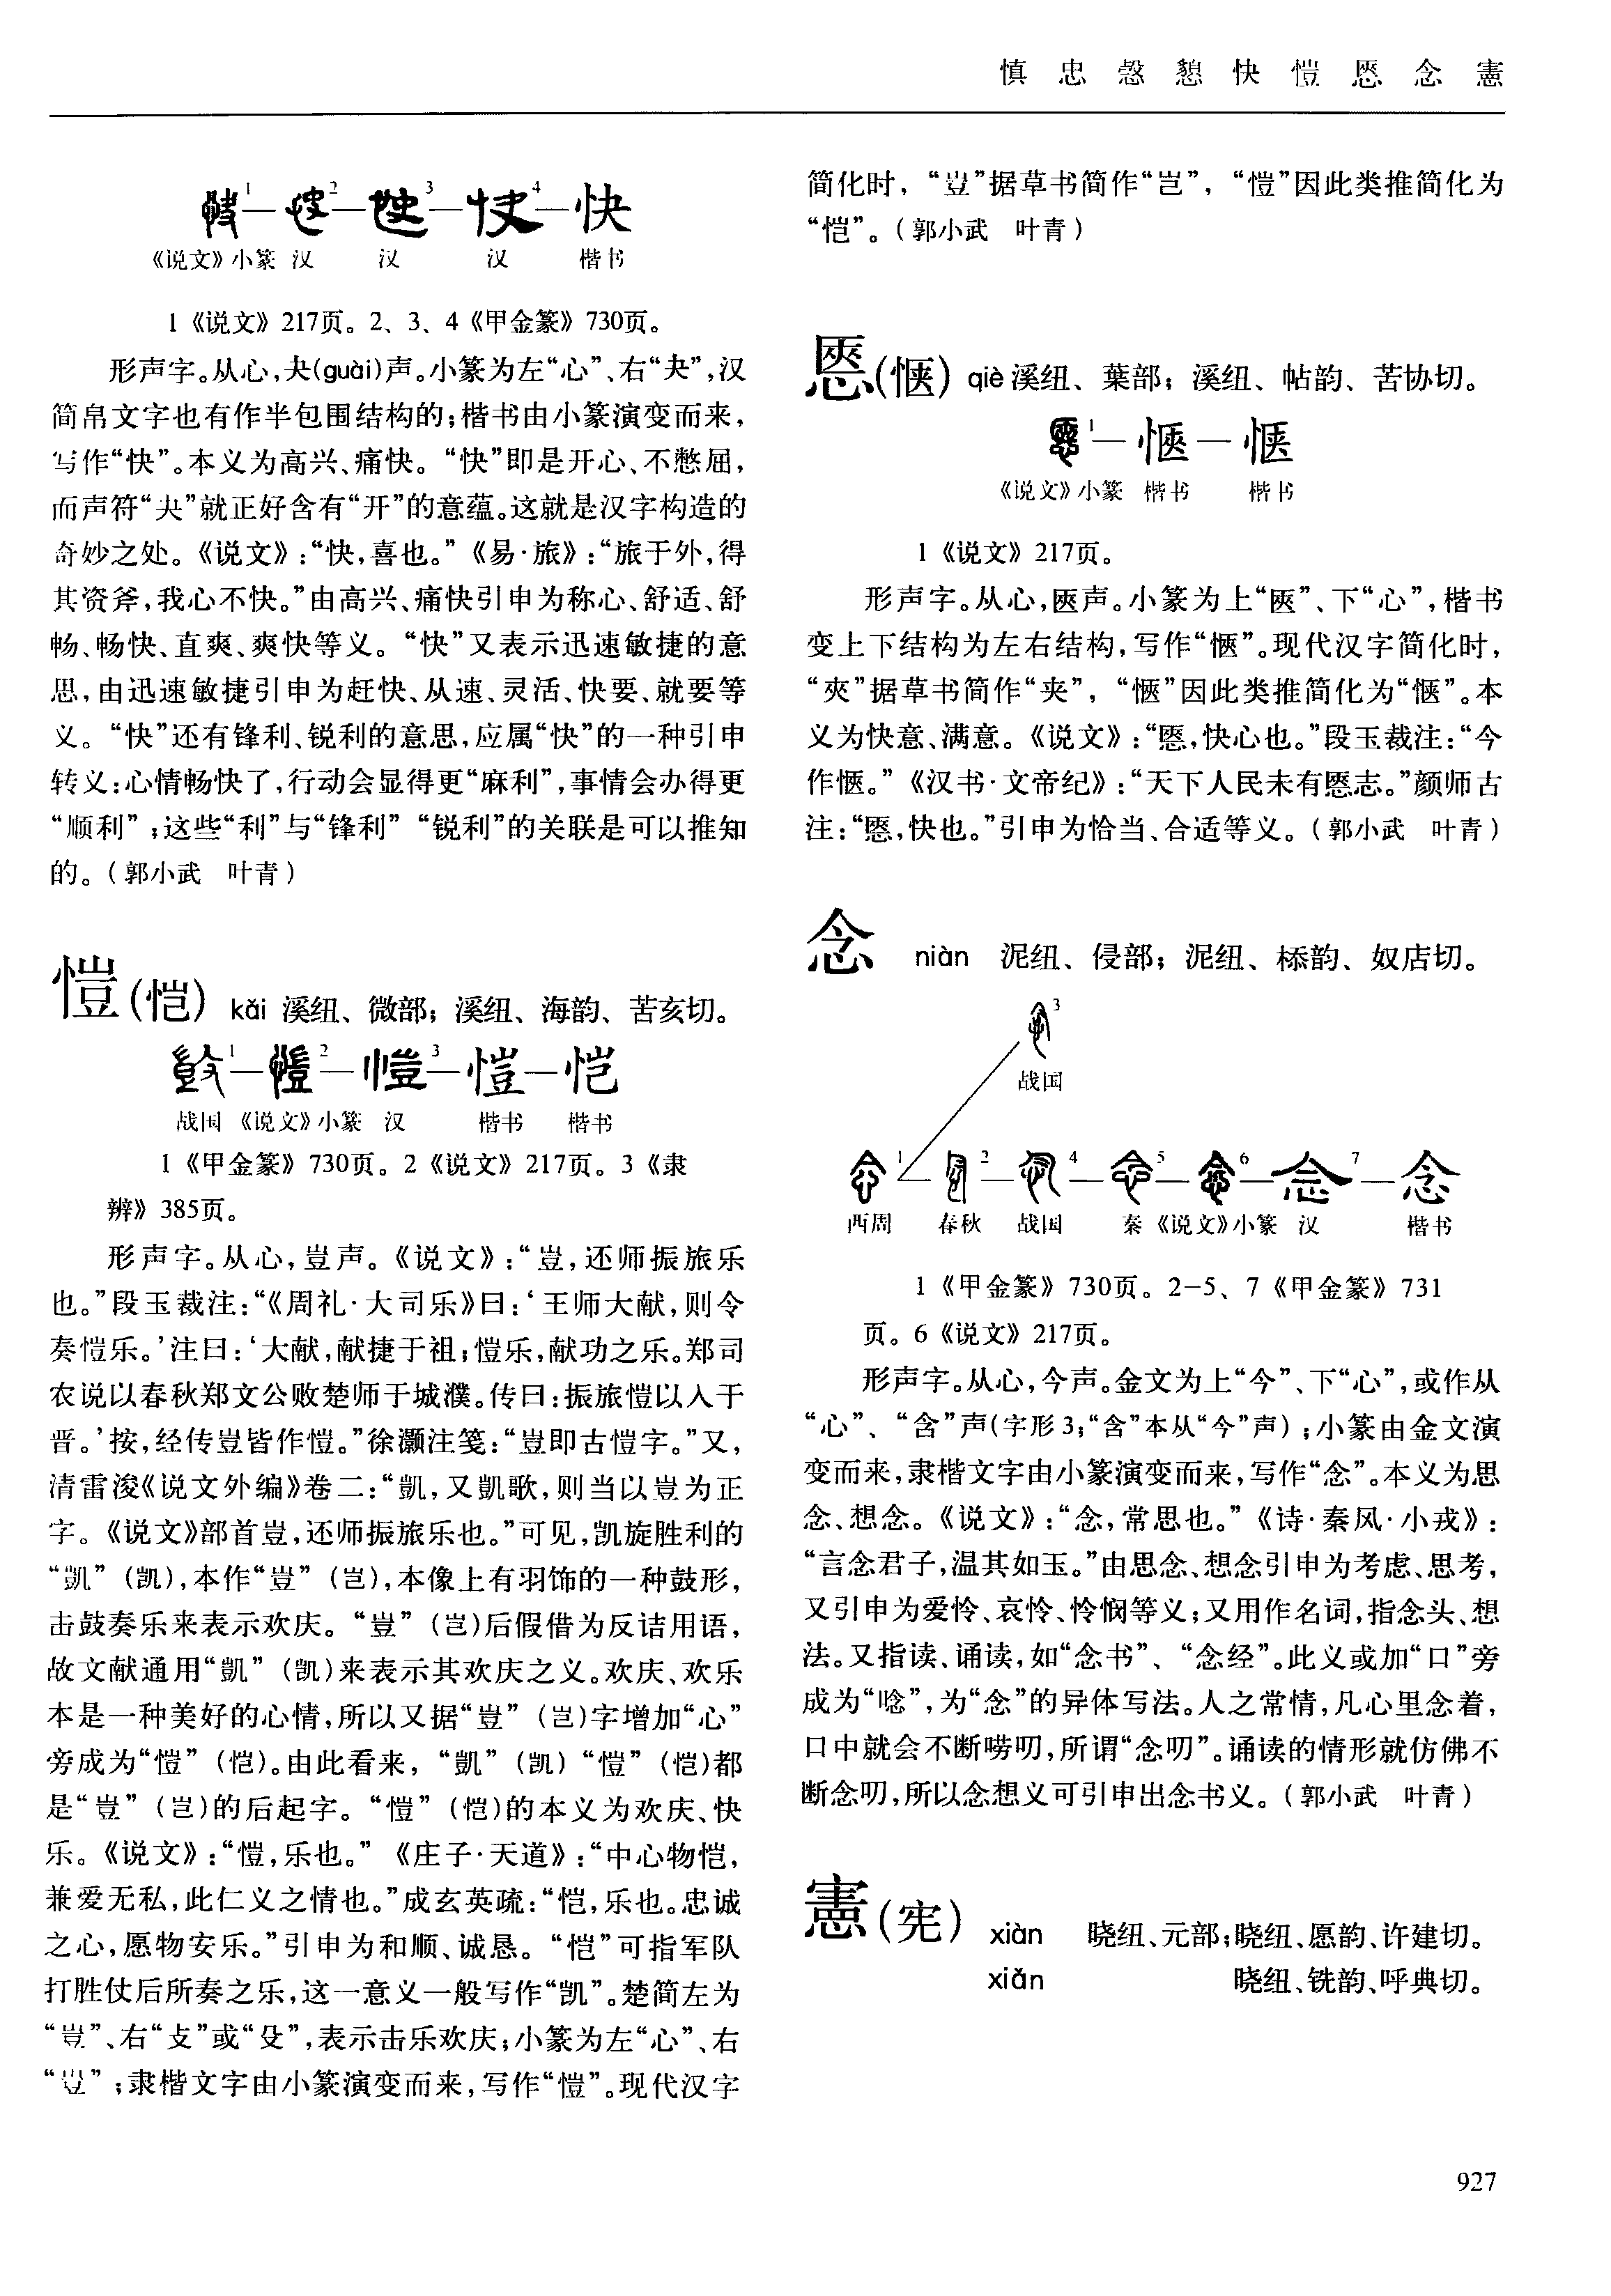 慎 忠 愨 懇 快 愷 愿 念 憲
快
《说文》小篆 汉 汉 汉 楷书
1《说文》217页。2、3、4《甲金篆》730页。
形声字。从心,夬(guài)声。小篆为左“心”、右“夬”,汉
简帛文字也有作半包围结构的;楷书由小篆演变而来,
写作“快”。本义为高兴、痛快。“快”即是开心、不憋屈,
而声符“夬”就正好含有“开”的意蕴。这就是汉字构造的
奇妙之处。《说文》:“快,喜也。”《易·旅》:“旅于外,得
其资斧,我心不快。”由高兴、痛快引申为称心、舒适、舒
畅、畅快、直爽、爽快等义。“快”又表示迅速敏捷的意
思,由迅速敏捷引申为赶快、从速、灵活、快要、就要等
义。“快”还有锋利、锐利的意思,应属“快”的一种引申
转义:心情畅快了,行动会显得更“麻利”,事情会办得更
“顺利”;这些“利”与“锋利”“锐利”的关联是可以推知
的。(郭小武 叶青)
愷(恺) kǎi 溪纽、微部;溪纽、海韵、苦亥切。
愷 恺
战国 《说文》小篆 汉 楷书 楷书
1《甲金篆》730页。2《说文》217页。3《隶
辨》385页。
形声字。从心,豈声。《说文》:“豈,还师振旅乐
也。”段玉裁注:“《周礼·大司乐》曰:‘王师大献,则令
奏愷乐。’注曰:‘大献,献捷于祖;愷乐,献功之乐。郑司
农说以春秋郑文公败楚师于城濮。传曰:振旅愷以入于
晋。’按,经传豈皆作愷。”徐灏注笺:“豈即古愷字。”又,
清雷浚《说文外编》卷二:“凱,又凱歌,则当以豈为正
字。《说文》部首豈,还师振旅乐也。”可见,凯旋胜利的
“凱”(凯),本作“豈”(岂),本像上有羽饰的一种鼓形,
击鼓奏乐来表示欢庆。“豈”(岂)后假借为反诘用语,
故文献通用“凱”(凯)来表示其欢庆之义。欢庆、欢乐
本是一种美好的心情,所以又据“豈”(岂)字增加“心”
旁成为“愷”(恺)。由此看来,“凱”(凯)“愷”(恺)都
是“豈”(岂)的后起字。“愷”(恺)的本义为欢庆、快
乐。《说文》:“愷,乐也。”《庄子·天道》:“中心物恺,
兼爱无私,此仁义之情也。”成玄英疏:“恺,乐也。忠诚
之心,愿物安乐。”引申为和顺、诚恳。“恺”可指军队
打胜仗后所奏之乐,这一意义一般写作“凯”。楚简左为
“豈”、右“攴”或“殳”,表示击乐欢庆;小篆为左“心”、右
“豈”;隶楷文字由小篆演变而来,写作“愷”。现代汉字
简化时,“豈”据草书简作“岂”,“愷”因此类推简化为
“恺”。(郭小武 叶青)
(惬) qiè 溪纽、葉部;溪纽、帖韵、苦协切。
愜 惬
《说文》小篆 楷书 楷书
1《说文》217页。
形声字。从心,医声。小篆为上“匧”、下“心”,楷书
变上下结构为左右结构,写作“愜”。现代汉字简化时,
“夾”据草书简作“夹”,“愜”因此类推简化为“惬”。本
义为快意、满意。《说文》:“㥦,快心也。”段玉裁注:“今
作愜。”《汉书·文帝纪》:“天下人民未有㥦志。”颜师古
注:“㥦,快也。”引申为恰当、合适等义。(郭小武 叶青)
念 niàn 泥纽、侵部;泥纽、㮇韵、奴店切。
战国
念
西周 春秋 战国 秦 《说文》小篆 汉 楷书
1《甲金篆》730页。2-5、7《甲金篆》731
页。6《说文》217页。
形声字。从心,今声。金文为上“今”、下“心”,或作从
“心”、“含”声(字形3;“含”本从“今”声);小篆由金文演
变而来,隶楷文字由小篆演变而来,写作“念”。本义为思
念、想念。《说文》:“念,常思也。”《诗·秦风·小戎》:
“言念君子,温其如玉。”由思念、想念引申为考虑、思考,
又引申为爱怜、哀怜、怜悯等义;又用作名词,指念头、想
法。又指读、诵读,如“念书”、“念经”。此义或加“口”旁
成为“唸”,为“念”的异体写法。人之常情,凡心里念着,
口中就会不断唠叨,所谓“念叨”。诵读的情形就仿佛不
断念叨,所以念想义可引申出念书义。(郭小武 叶青)
憲(宪) xiàn 晓纽、元部;晓纽、愿韵、许建切。
xiǎn 晓纽、铣韵、呼典切。
927